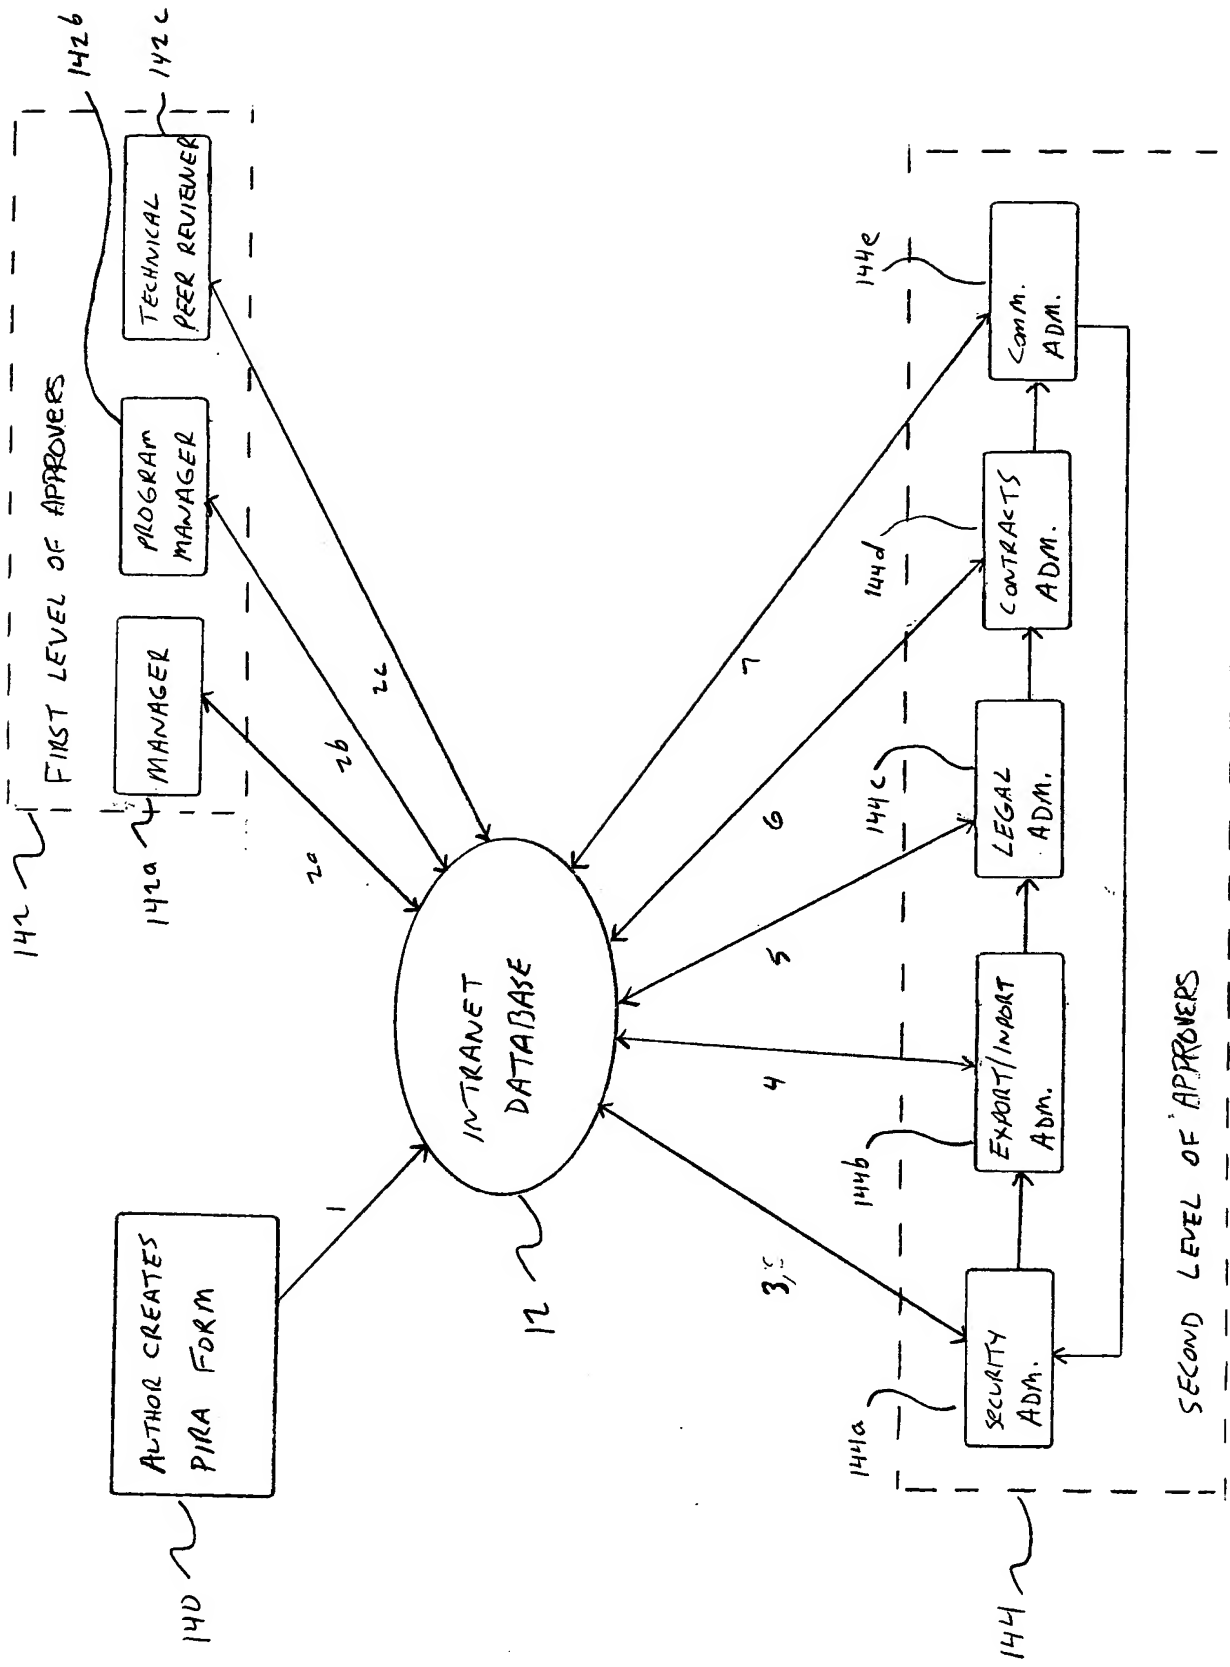 140
AUTHOR CREATES
PIRA FORM
1
142
FIRST LEVEL OF APPROVERS
142a
MANAGER
PROGRAM
MANAGER
142b
TECHNICAL
PEER REVIEWER
142c
2a
2b
2c
INTRANET
DATABASE
12
4
5
6
7
144
144a
SECURITY
ADM.
144b
EXPORT/INPORT
ADM.
144c
LEGAL
ADM.
144d
CONTRACTS
ADM.
144e
COMM.
ADM.
SECOND LEVEL OF APPROVERS